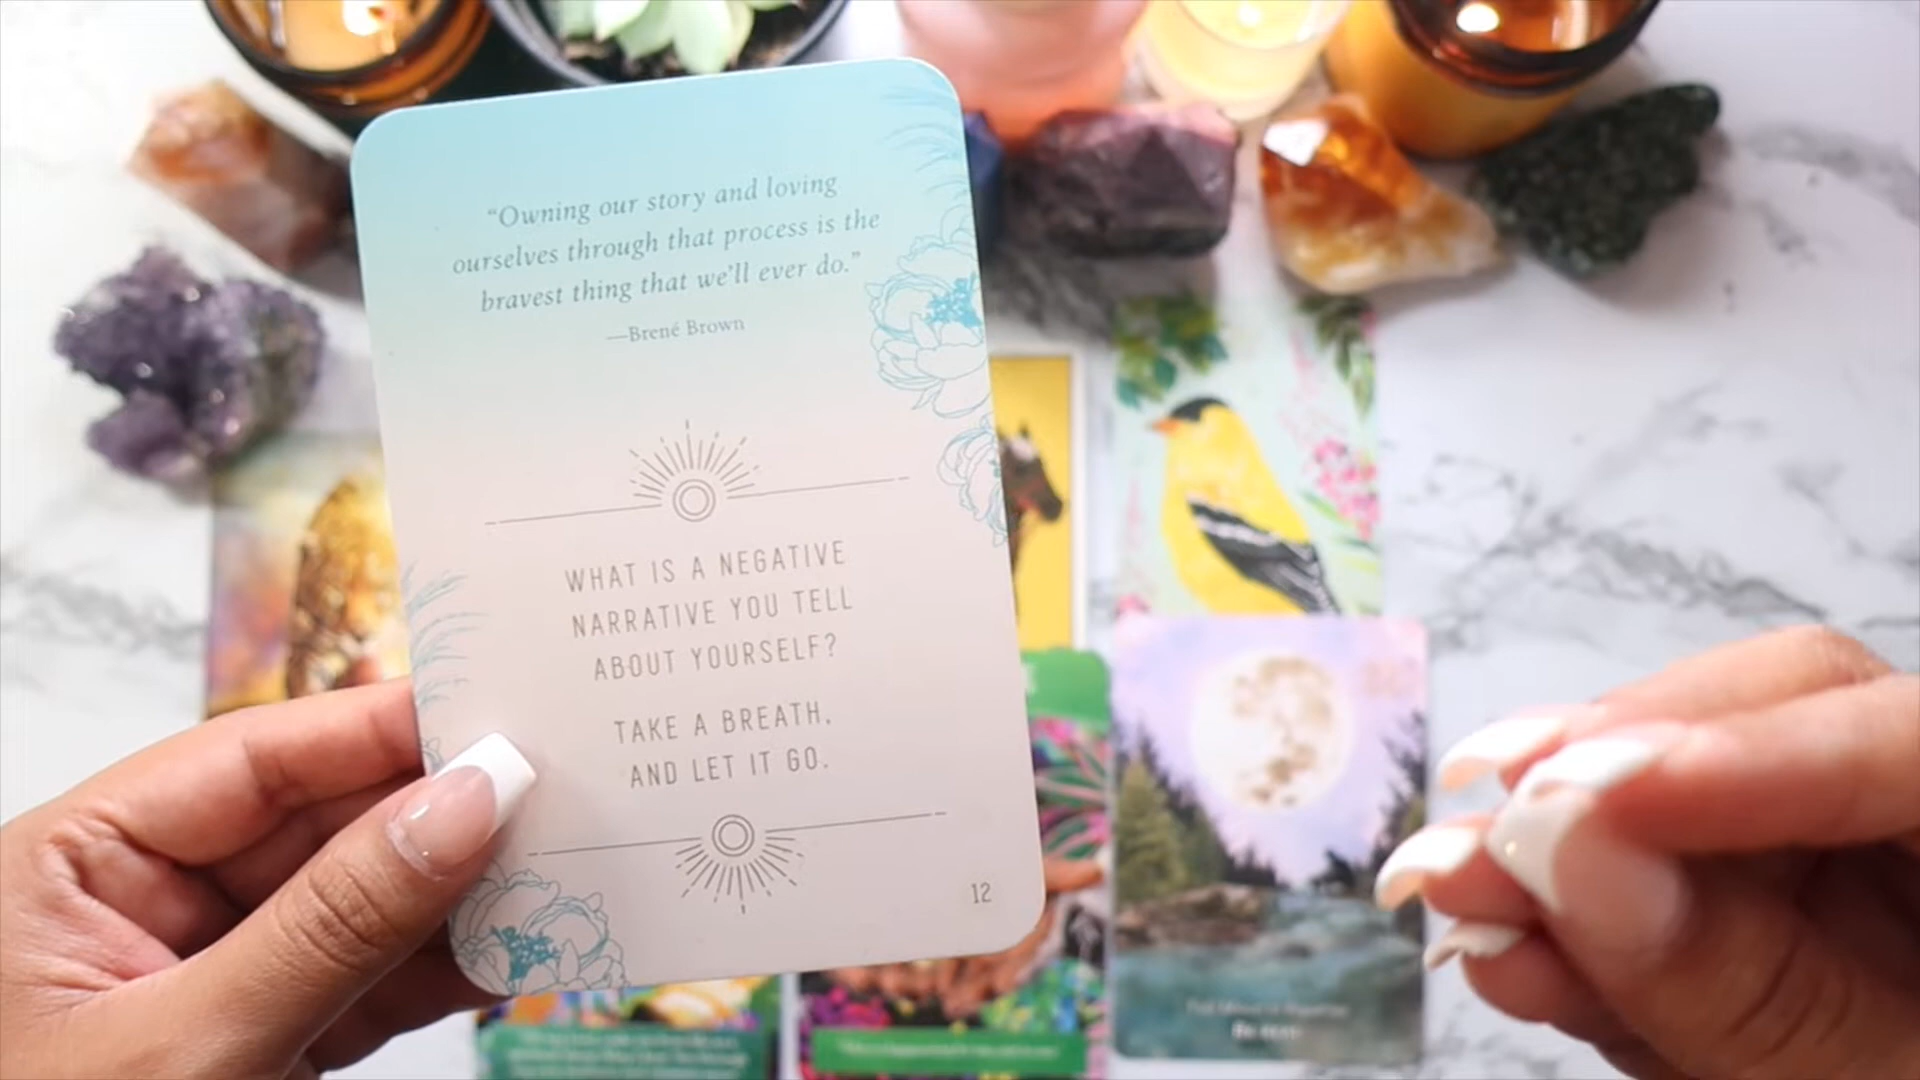 “Owning our story and loving
ourselves through that process is the
bravest thing that we’ll ever do.”
—Brené Brown
WHAT IS A NEGATIVE
NARRATIVE YOU TELL
ABOUT YOURSELF?
TAKE A BREATH,
AND LET IT GO.
12